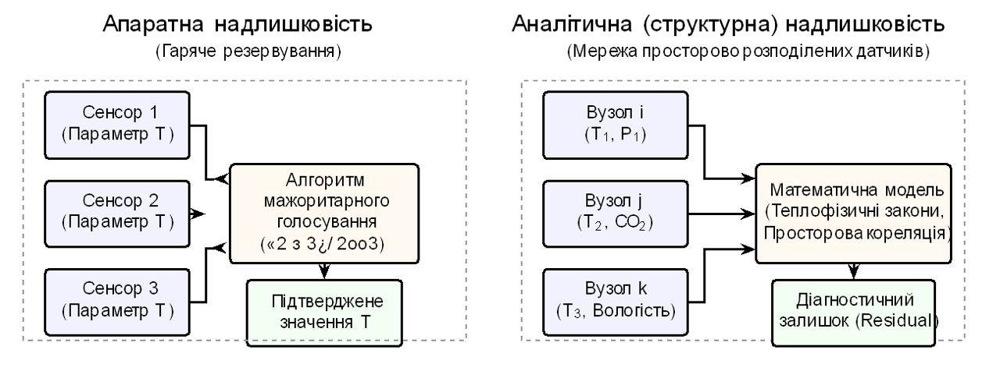 Апаратна надлишковість
(Гаряче резервування)
Сенсор 1
(Параметр T )
Сенсор 2
(Параметр T )
Сенсор 3
(Параметр T )
Алгоритм
мажоритарного
голосування
(«2 з 3¿/ 2оо3)
Підтверджене
значення T
Аналітична (структурна) надлишковість
(Мережа просторово розподілених датчиків)
Вузол i
(T₁, P₁)
Вузол j
(T₂, CO₂)
Вузол k
(T₃, Вологість)
Математична модель
(Теплофізичні закони,
Просторова кореляція)
Діагностичний
залишок (Residual)